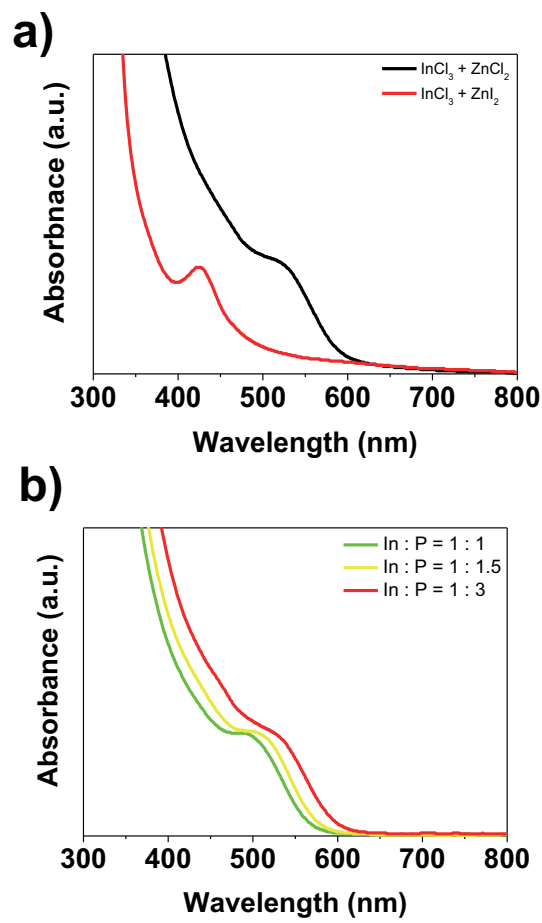 a)
InCl₃ + ZnCl₂
InCl₃ + ZnI₂
Absorbnace (a.u.)
300 400 500 600 700 800
Wavelength (nm)
b)
In : P = 1 : 1
In : P = 1 : 1.5
In : P = 1 : 3
Absorbance (a.u.)
300 400 500 600 700 800
Wavelength (nm)